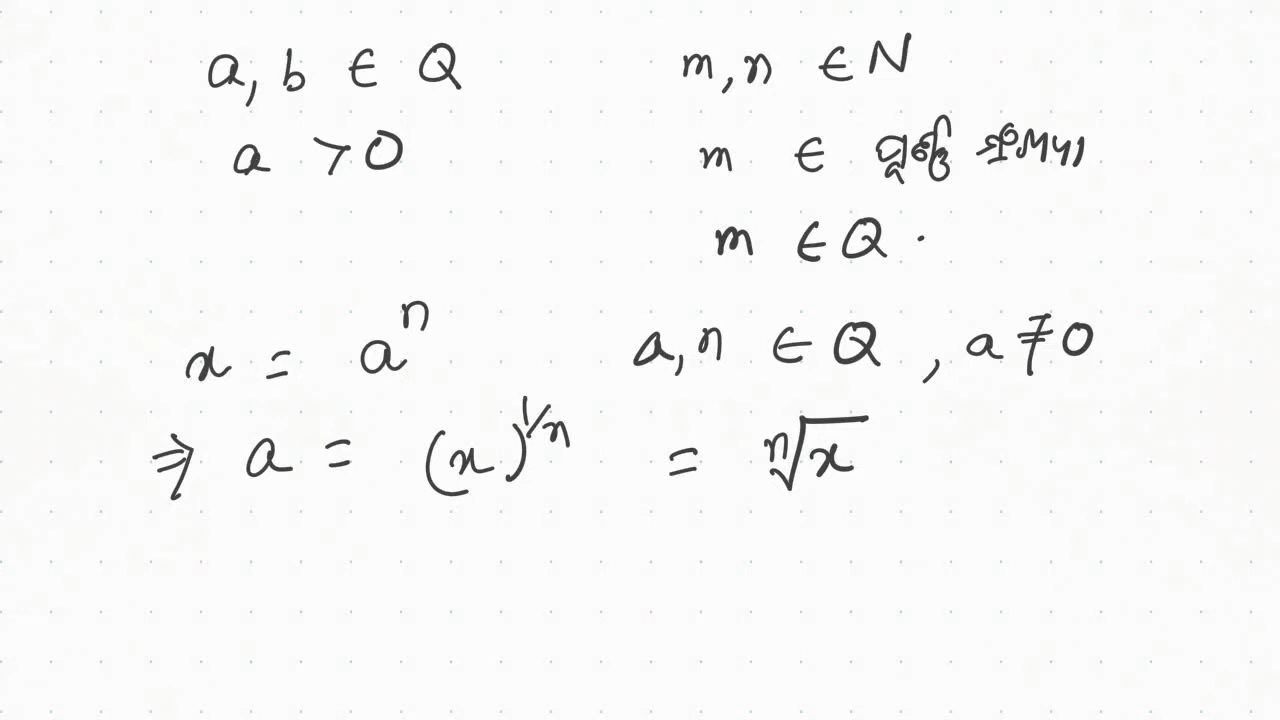 a, b ∈ Q m, n ∈ N
a > 0 m ∈ ପୂର୍ଣ୍ଣ ସଂଖ୍ୟା
m ∈ Q .
x = aⁿ a, n ∈ Q , a ≠ 0
⇒ a = (x)^{1/n} = ⁿ√x